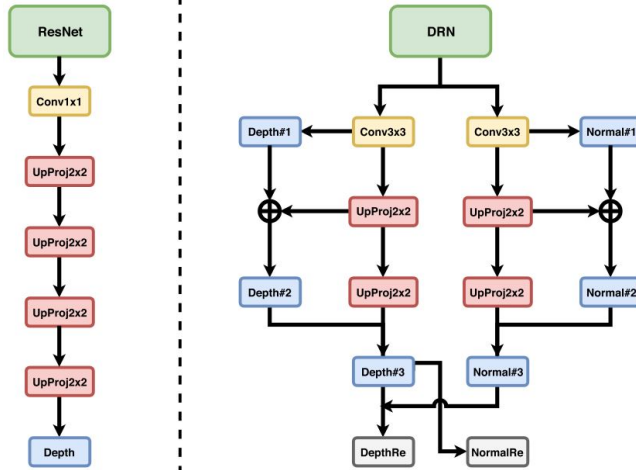 ResNet
Conv1x1
UpProj2x2
UpProj2x2
UpProj2x2
UpProj2x2
Depth
DRN
Depth#1
Conv3x3
Conv3x3
Normal#1
UpProj2x2
UpProj2x2
Depth#2
UpProj2x2
UpProj2x2
Normal#2
Depth#3
Normal#3
DepthRe
NormalRe